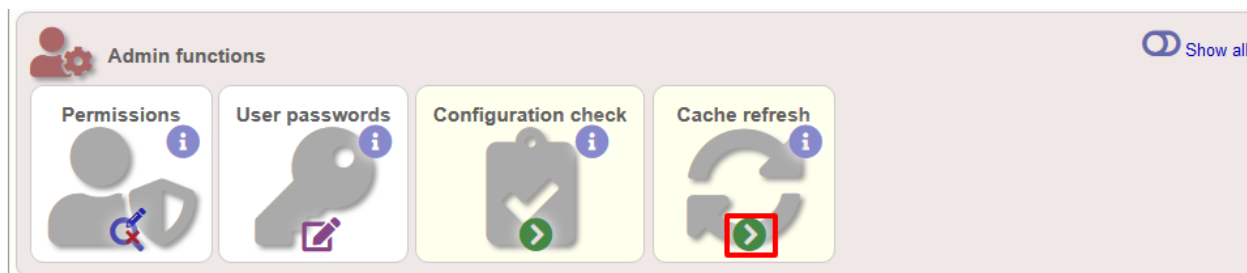 Admin functions
Show all
Permissions
User passwords
Configuration check
Cache refresh